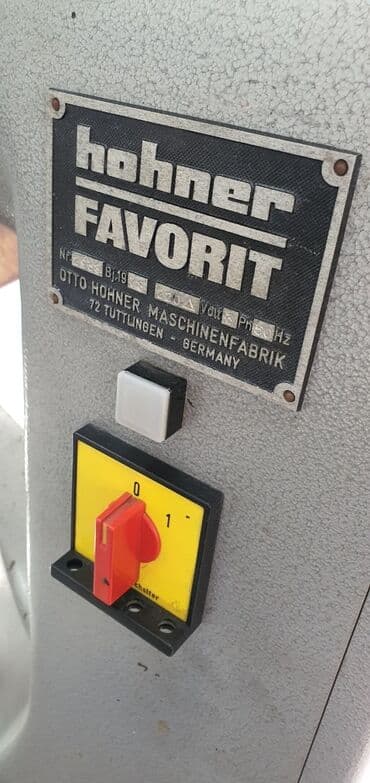 hohner
FAVORIT
Nr Bj.19 A Volt Ph Hz
OTTO HOHNER MASCHINENFABRIK
72 TUTTLINGEN - GERMANY
0
1